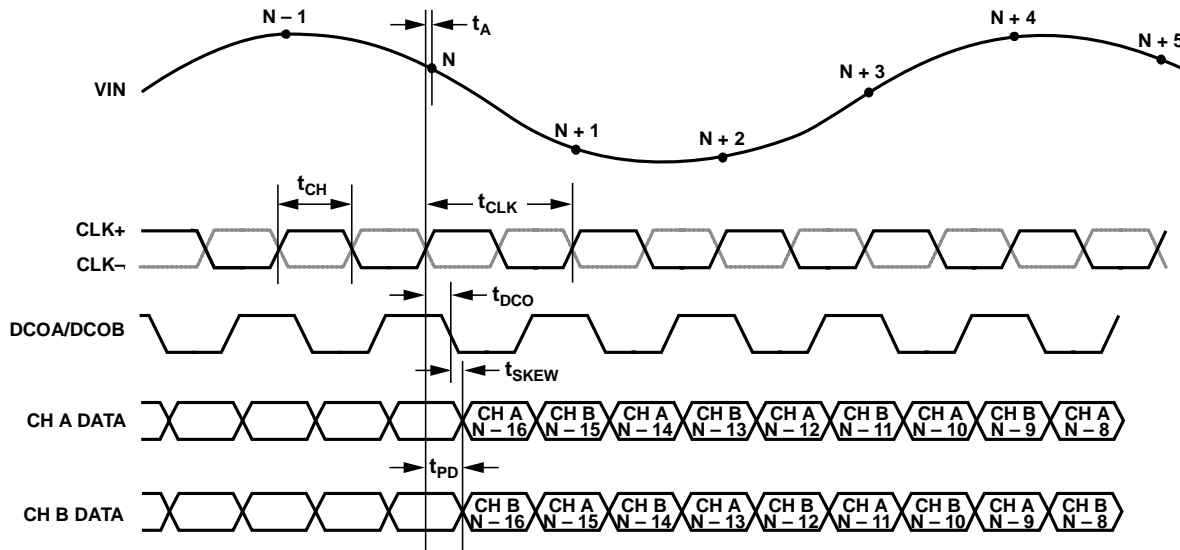 N – 1
t_A
N
N + 4
N + 5
N + 3
VIN
N + 1
N + 2
t_CH
t_CLK
CLK+
CLK–
t_DCO
DCOA/DCOB
t_SKEW
CH A DATA
CH A
N – 16
CH B
N – 15
CH A
N – 14
CH B
N – 13
CH A
N – 12
CH B
N – 11
CH A
N – 10
CH B
N – 9
CH A
N – 8
t_PD
CH B DATA
CH B
N – 16
CH A
N – 15
CH B
N – 14
CH A
N – 13
CH B
N – 12
CH A
N – 11
CH B
N – 10
CH A
N – 9
CH B
N – 8